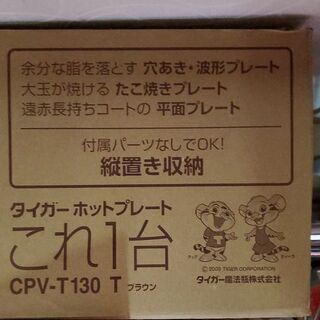 余分な脂を落とす 穴あき・波形プレート
大玉が焼ける たこ焼きプレート
遠赤長持ちコートの 平面プレート
付属パーツなしでOK!
縦置き収納
タイガー ホットプレート
これ1台
CPV-T130 T ブラウン
© 2009 TIGER CORPORATION
タイガー魔法瓶株式会社